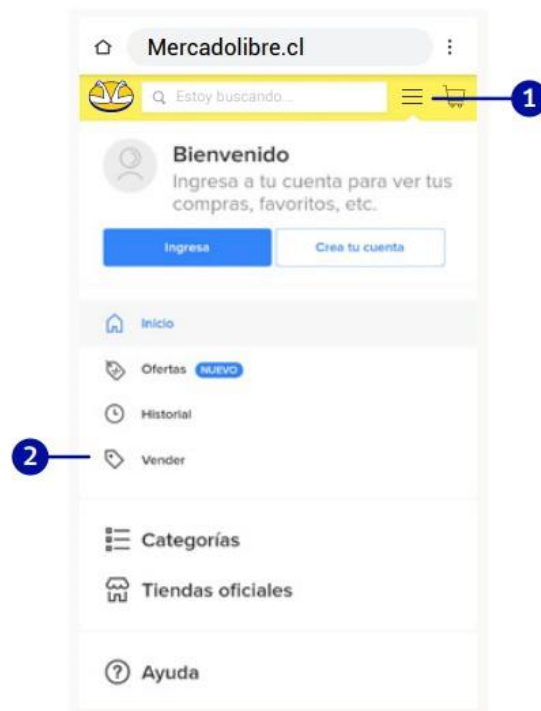 Mercadolibre.cl
Estoy buscando...
1
Bienvenido
Ingresa a tu cuenta para ver tus
compras, favoritos, etc.
Ingresa
Crea tu cuenta
Inicio
Ofertas NUEVO
Historial
2
Vender
Categorías
Tiendas oficiales
Ayuda